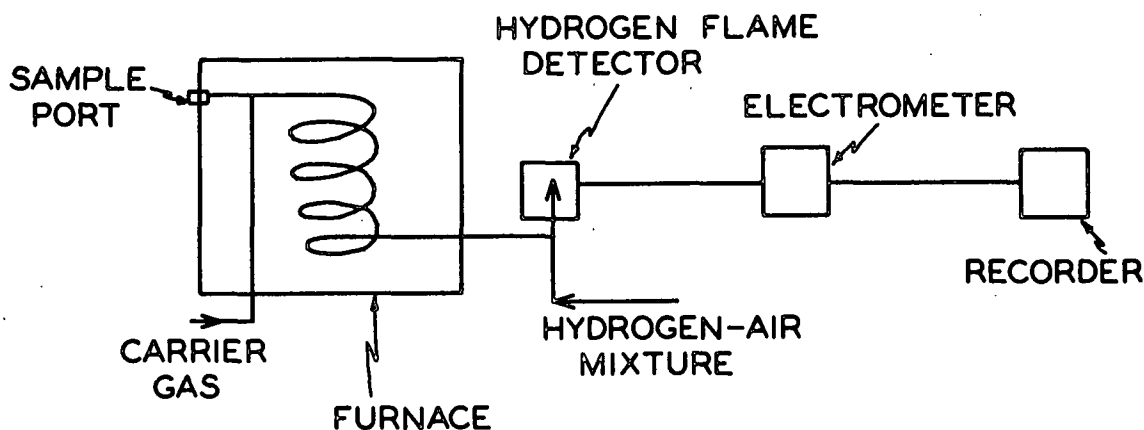 HYDROGEN FLAME
DETECTOR
SAMPLE
PORT
ELECTROMETER
RECORDER
HYDROGEN-AIR
MIXTURE
CARRIER
GAS
FURNACE